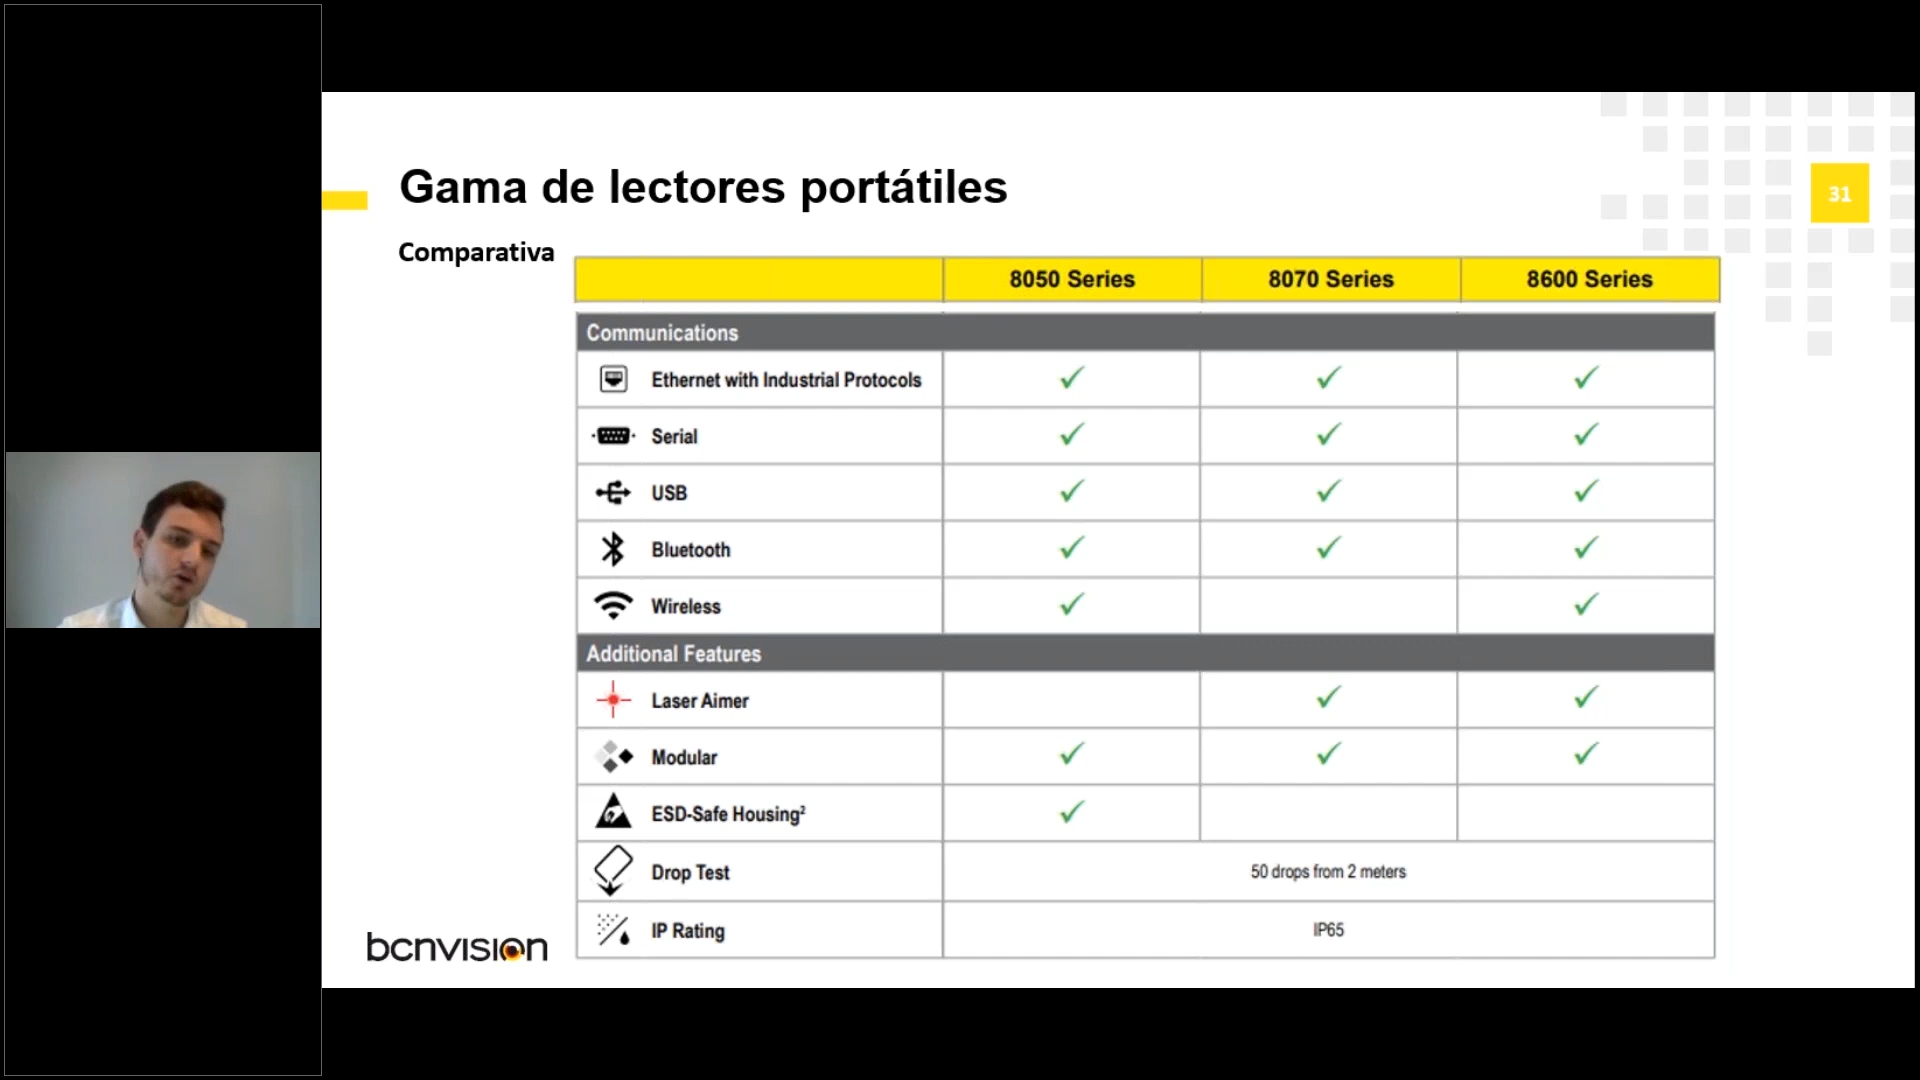 Gama de lectores portátiles
31
Comparativa
8050 Series 8070 Series 8600 Series
Communications
Ethernet with Industrial Protocols ✓ ✓ ✓
Serial ✓ ✓ ✓
USB ✓ ✓ ✓
Bluetooth ✓ ✓ ✓
Wireless ✓ ✓
Additional Features
Laser Aimer ✓ ✓
Modular ✓ ✓ ✓
ESD-Safe Housing² ✓
Drop Test 50 drops from 2 meters
IP Rating IP65
bcnvision